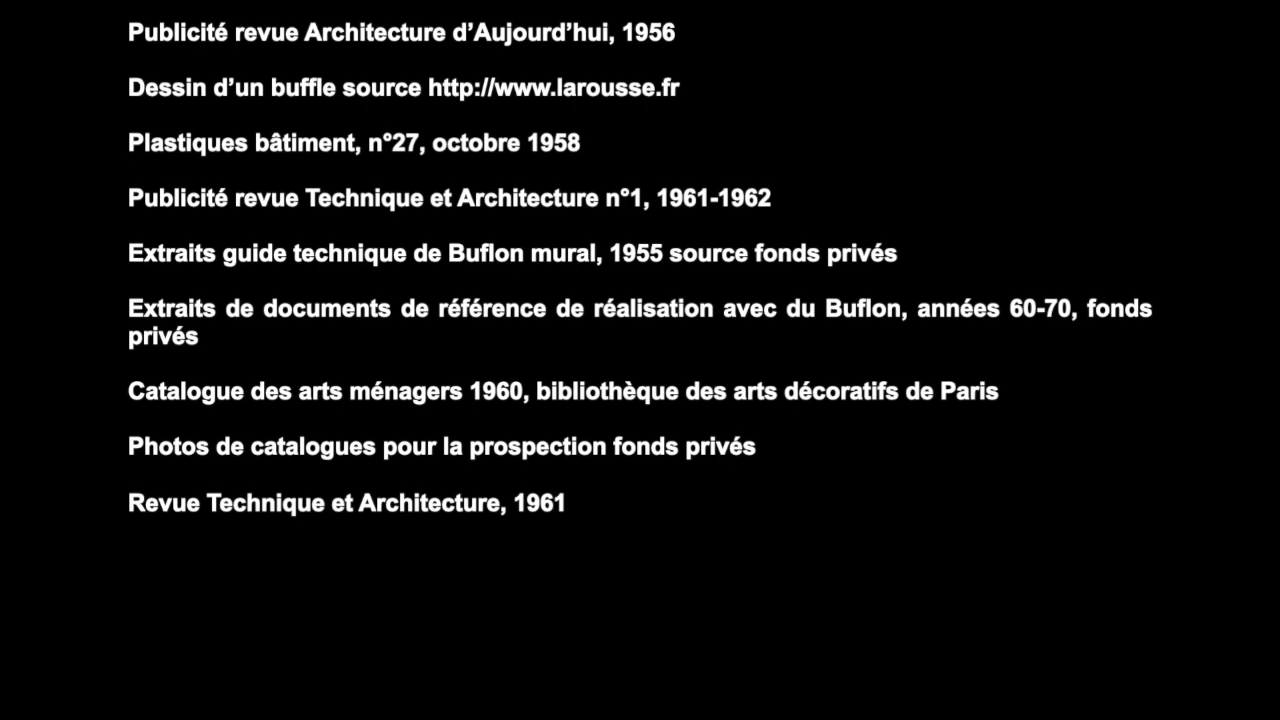 Publicité revue Architecture d’Aujourd’hui, 1956
Dessin d’un buffle source http://www.larousse.fr
Plastiques bâtiment, n°27, octobre 1958
Publicité revue Technique et Architecture n°1, 1961-1962
Extraits guide technique de Buflon mural, 1955 source fonds privés
Extraits de documents de référence de réalisation avec du Buflon, années 60-70, fonds
privés
Catalogue des arts ménagers 1960, bibliothèque des arts décoratifs de Paris
Photos de catalogues pour la prospection fonds privés
Revue Technique et Architecture, 1961